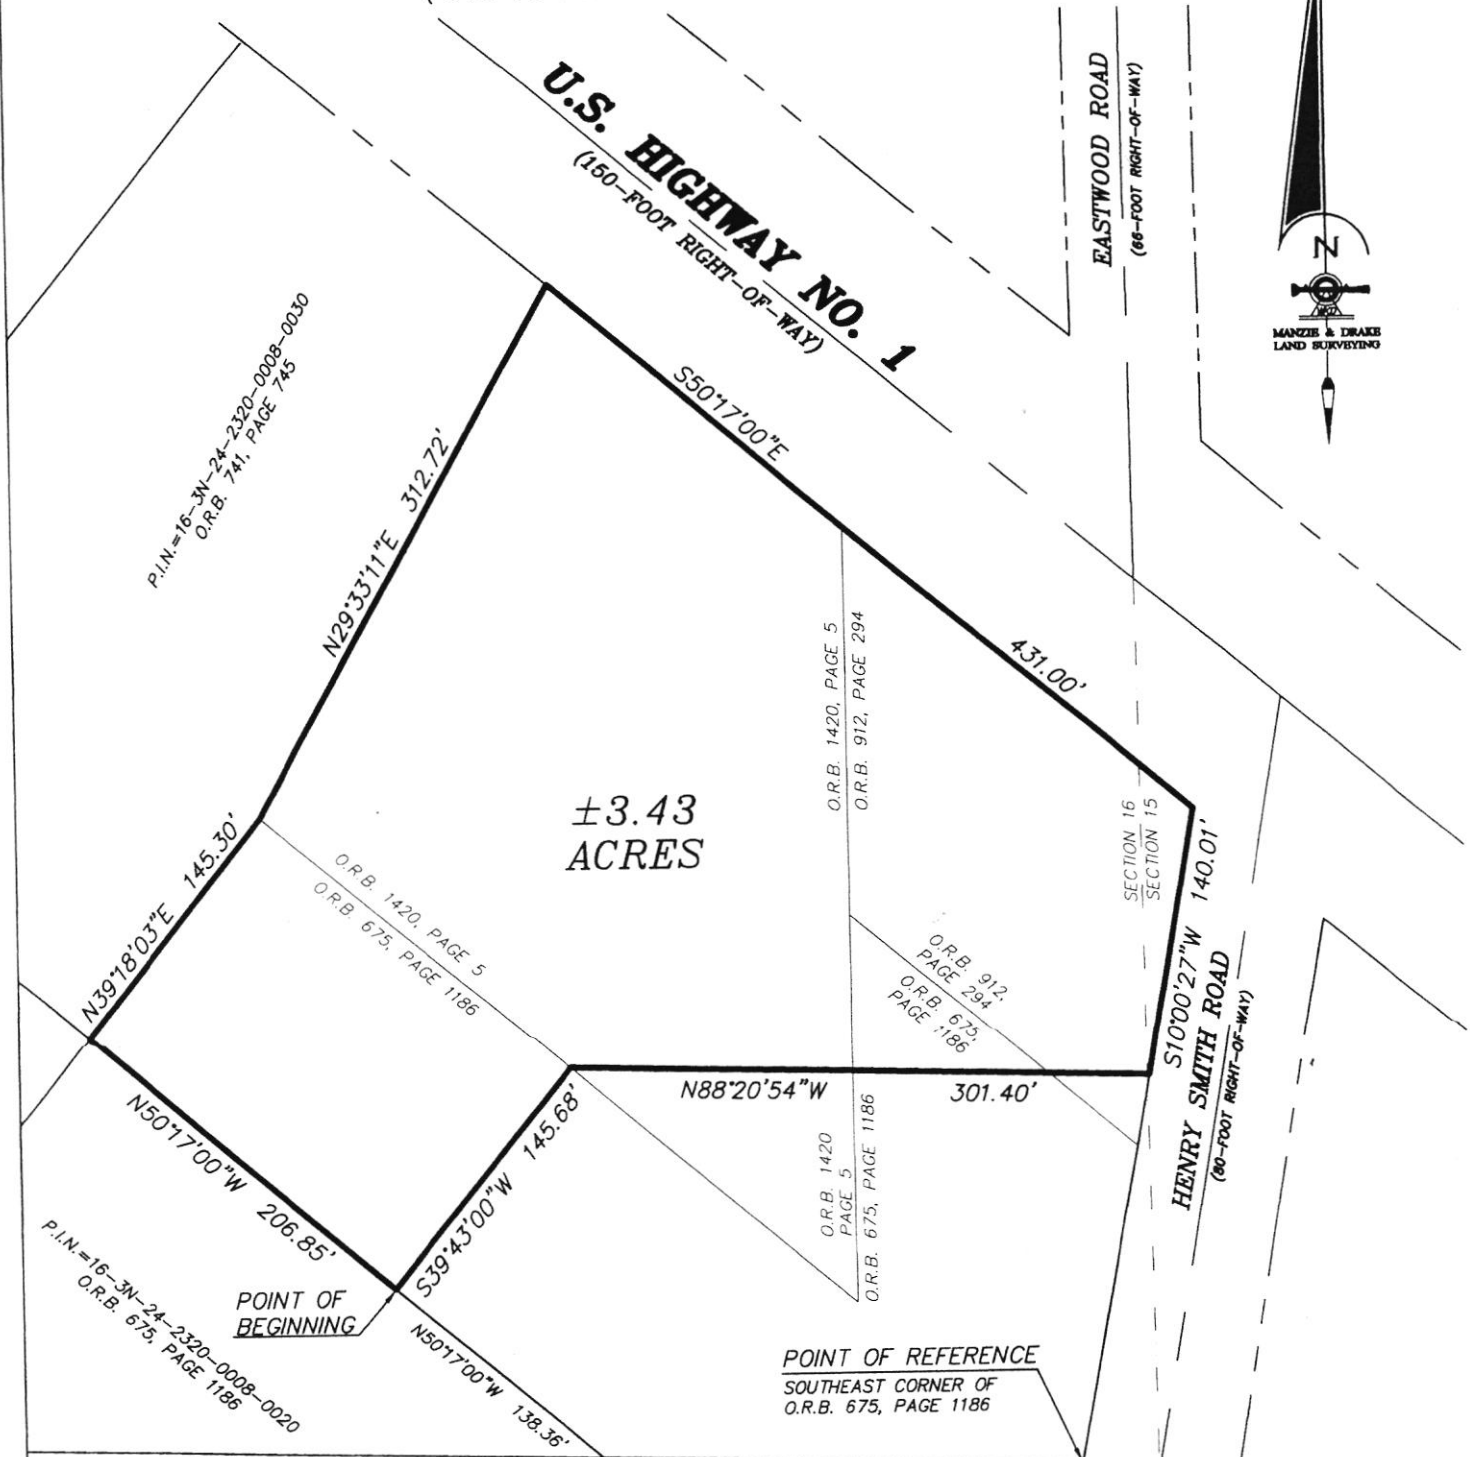 U.S. HIGHWAY NO. 1
(150-FOOT RIGHT-OF-WAY)
EASTWOOD ROAD
(66-FOOT RIGHT-OF-WAY)
N
MANZIE & DRAKE
LAND SURVEYING
P.I.N.=16-3N-24-2320-0008-0030
O.R.B. 741, PAGE 745
N29°33'11"E 312.72'
S50°17'00"E
431.00'
O.R.B. 1420, PAGE 5
O.R.B. 912, PAGE 294
±3.43
ACRES
SECTION 16
SECTION 15
S10°00'27"W 140.01'
HENRY SMITH ROAD
(80-FOOT RIGHT-OF-WAY)
N39°18'03"E 145.30'
O.R.B. 1420, PAGE 5
O.R.B. 675, PAGE 1186
O.R.B. 912,
PAGE 294
O.R.B. 675,
PAGE 1186
N88°20'54"W 301.40'
N50°17'00"W 206.85'
S39°43'00"W 145.68'
O.R.B. 1420
PAGE 5
O.R.B. 675, PAGE 1186
P.I.N.=16-3N-24-2320-0008-0020
O.R.B. 675, PAGE 1186
POINT OF
BEGINNING
N50°17'00"W 138.36'
POINT OF REFERENCE
SOUTHEAST CORNER OF
O.R.B. 675, PAGE 1186